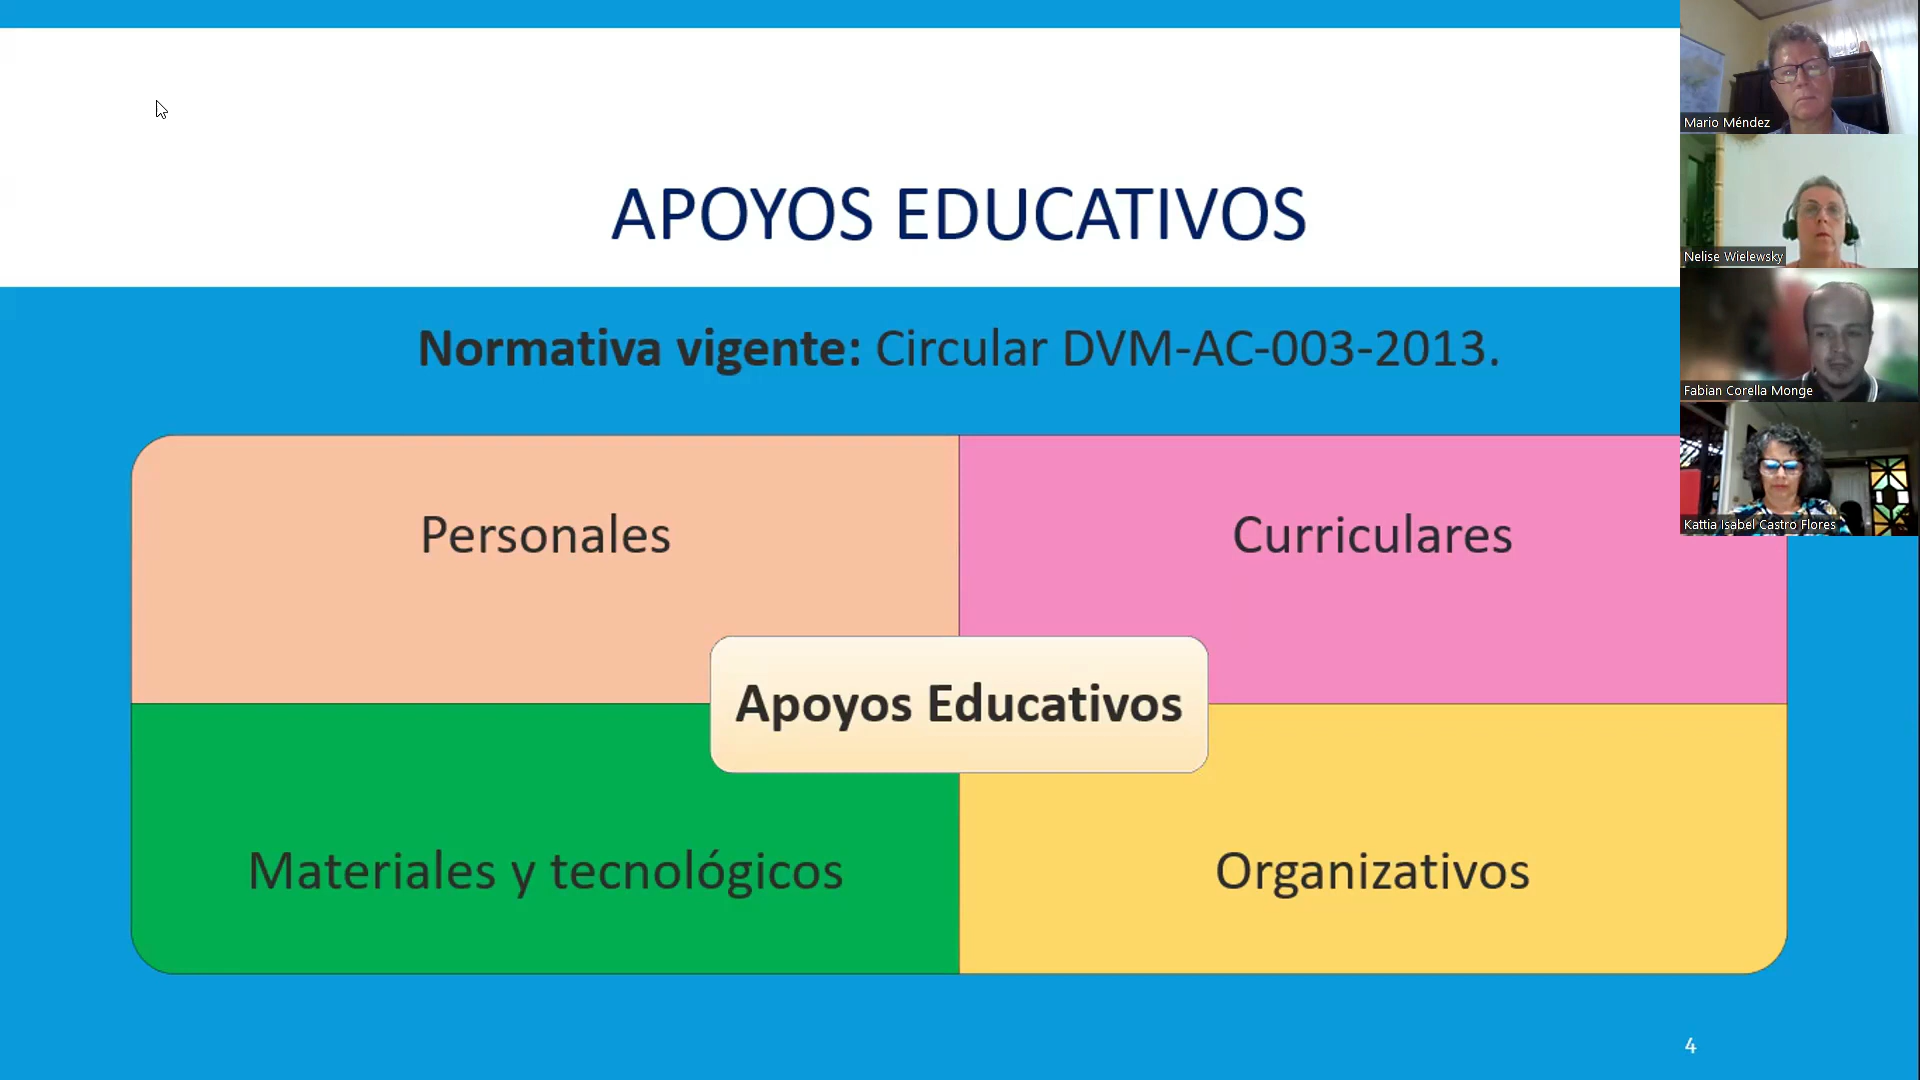 APOYOS EDUCATIVOS
Normativa vigente: Circular DVM-AC-003-2013.
Personales
Curriculares
Apoyos Educativos
Materiales y tecnológicos
Organizativos
4
Mario Méndez
Nelise Wielewsky
Fabian Corella Monge
Kattia Isabel Castro Flores